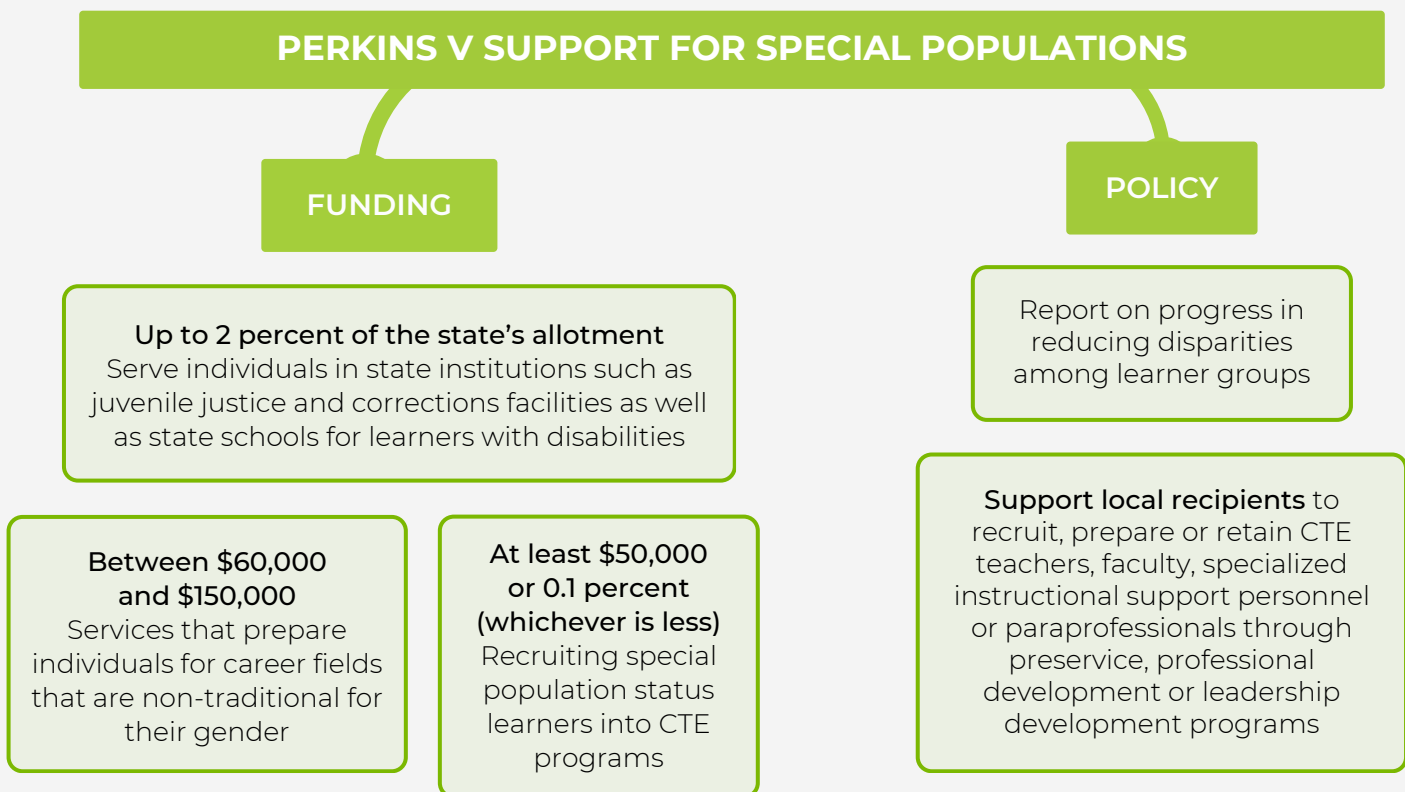 PERKINS V SUPPORT FOR SPECIAL POPULATIONS
FUNDING
Up to 2 percent of the state’s allotment
Serve individuals in state institutions such as
juvenile justice and corrections facilities as well
as state schools for learners with disabilities
Between $60,000
and $150,000
Services that prepare
individuals for career fields
that are non-traditional for
their gender
At least $50,000
or 0.1 percent
(whichever is less)
Recruiting special
population status
learners into CTE
programs
POLICY
Report on progress in
reducing disparities
among learner groups
Support local recipients to
recruit, prepare or retain CTE
teachers, faculty, specialized
instructional support personnel
or paraprofessionals through
preservice, professional
development or leadership
development programs